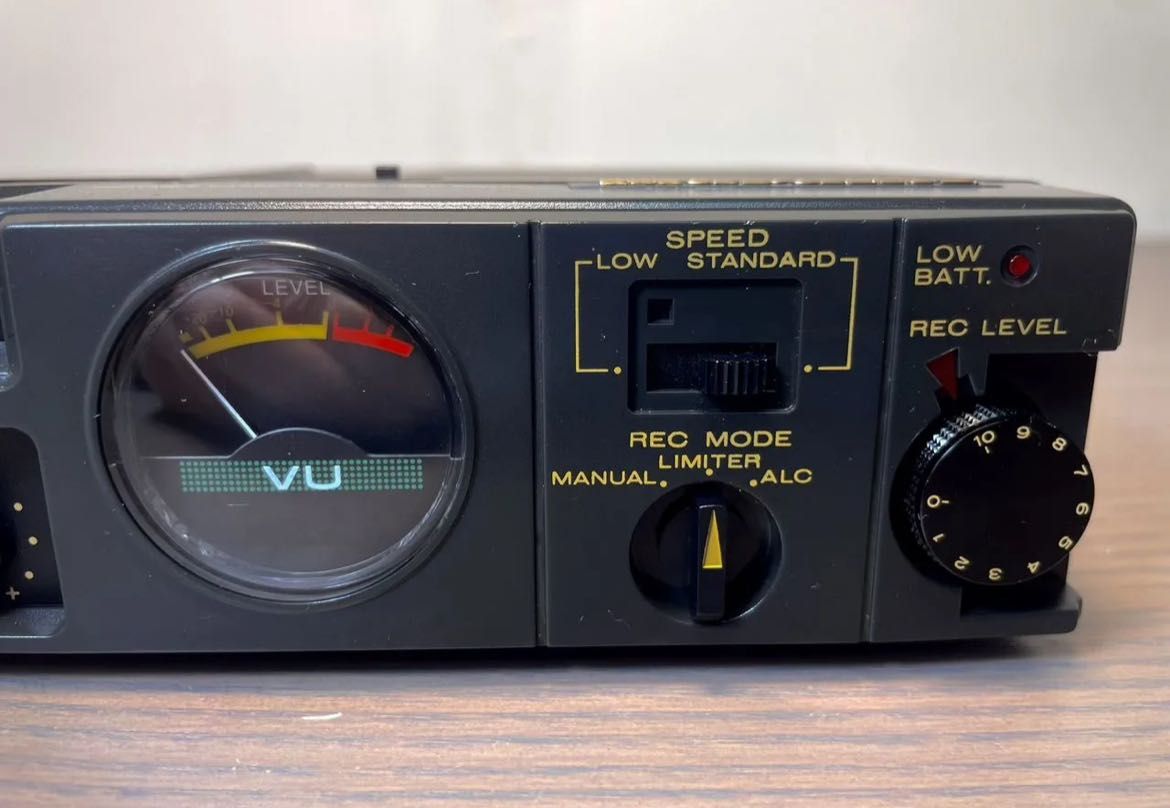 LEVEL
VU
+
SPEED
LOW STANDARD
REC MODE
LIMITER
MANUAL ALC
LOW
BATT.
REC LEVEL
10 9 8 7 6 5 4 3 2 1 0